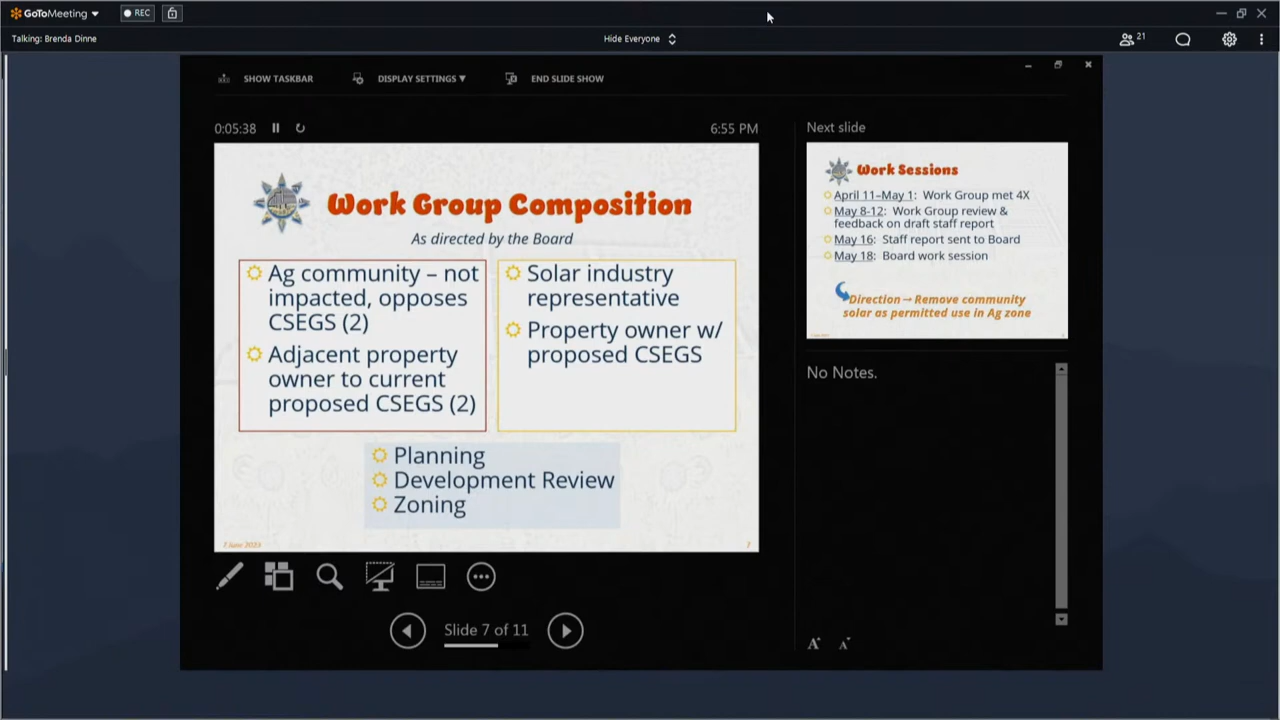 GoToMeeting
REC
Talking: Brenda Dinne
Hide Everyone
21
SHOW TASKBAR
DISPLAY SETTINGS
END SLIDE SHOW
0:05:38
6:55 PM
Work Group Composition
As directed by the Board
Ag community – not
impacted, opposes
CSEGS (2)
Adjacent property
owner to current
proposed CSEGS (2)
Solar industry
representative
Property owner w/
proposed CSEGS
Planning
Development Review
Zoning
7 June 2023
7
Slide 7 of 11
Next slide
Work Sessions
April 11–May 1: Work Group met 4X
May 8-12: Work Group review &
feedback on draft staff report
May 16: Staff report sent to Board
May 18: Board work session
Direction → Remove community
solar as permitted use in Ag zone
No Notes.
A A